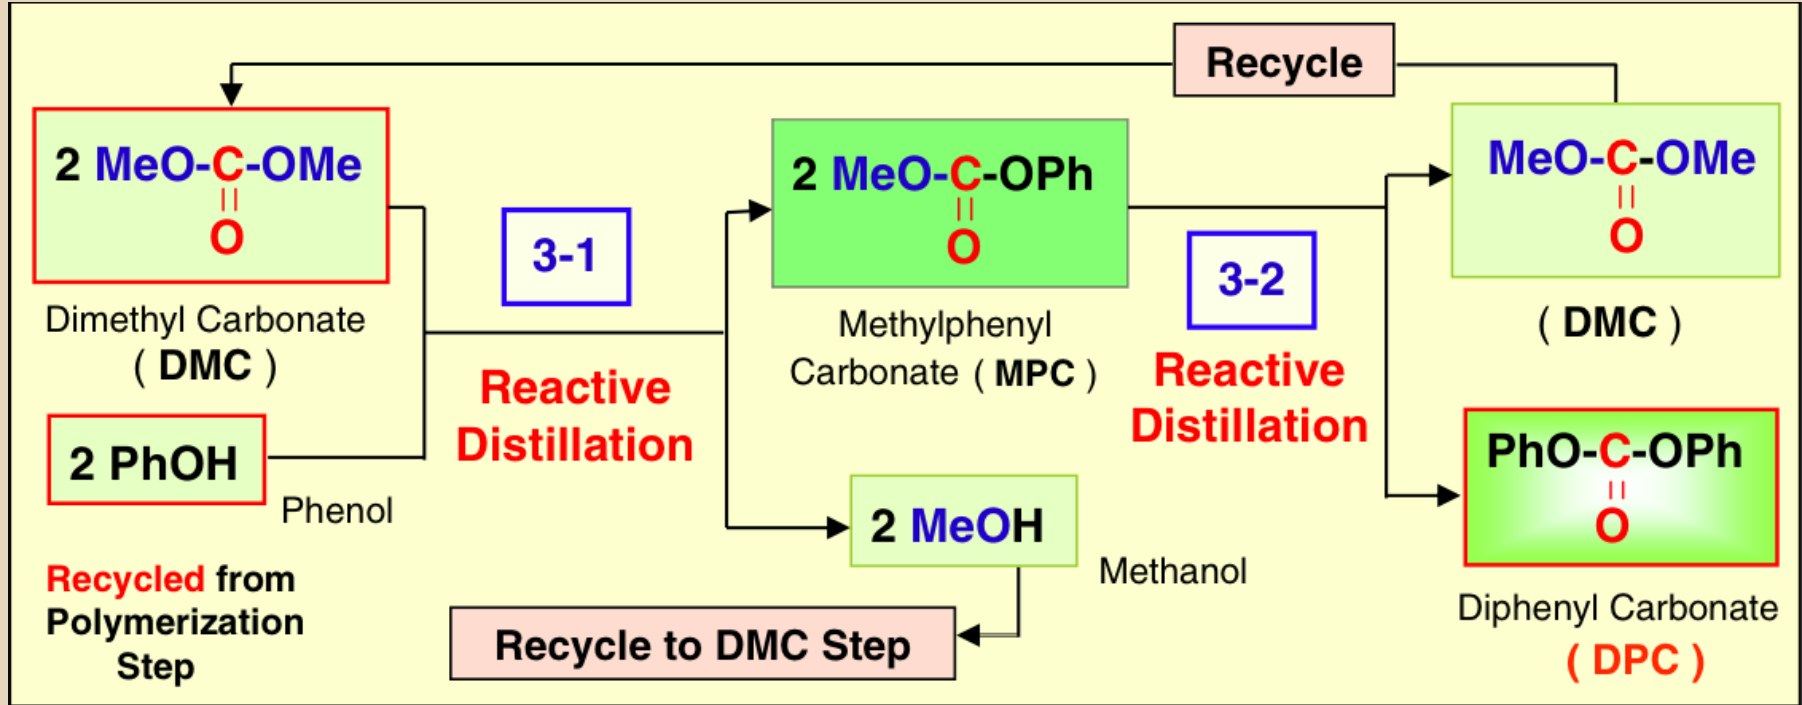 Recycle
2 MeO-C-OMe
O
Dimethyl Carbonate
( DMC )
2 PhOH
Phenol
Recycled from
Polymerization
Step
3-1
Reactive
Distillation
2 MeO-C-OPh
O
Methylphenyl
Carbonate ( MPC )
2 MeOH
Methanol
Recycle to DMC Step
3-2
Reactive
Distillation
MeO-C-OMe
O
( DMC )
PhO-C-OPh
O
Diphenyl Carbonate
( DPC )